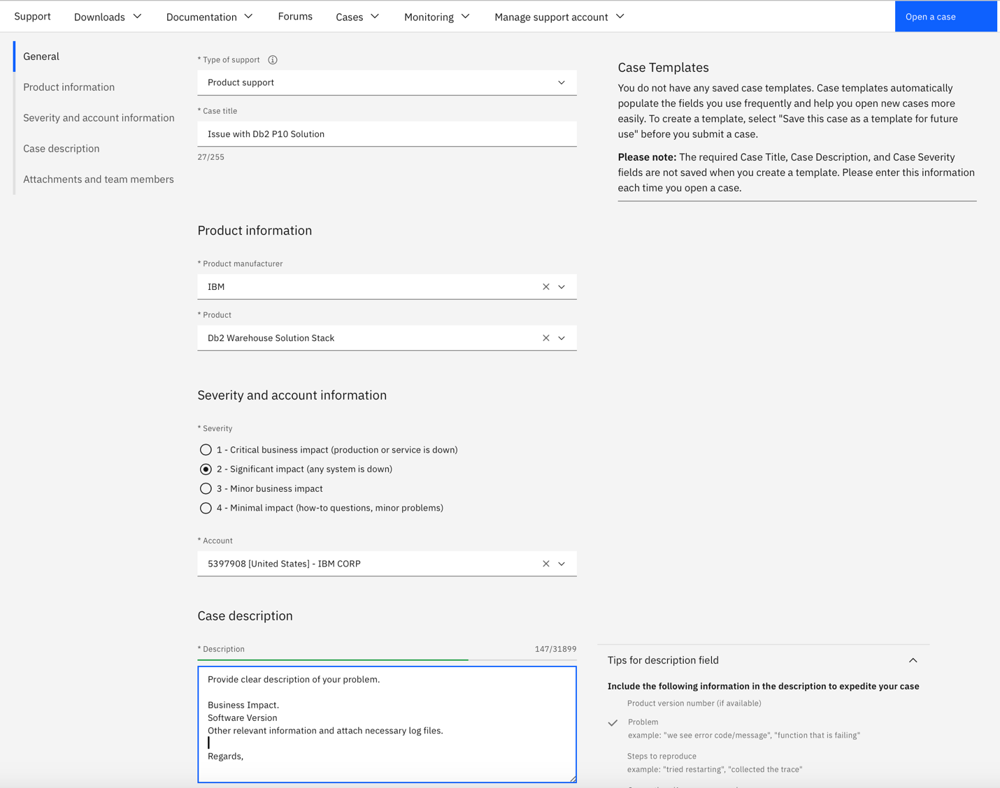 Support
Downloads
Documentation
Forums
Cases
Monitoring
Manage support account
Open a case
General
Product information
Severity and account information
Case description
Attachments and team members
* Type of support
Product support
* Case title
Issue with Db2 P10 Solution
27/255
Case Templates
You do not have any saved case templates. Case templates automatically
populate the fields you use frequently and help you open new cases more
easily. To create a template, select "Save this case as a template for future
use" before you submit a case.
Please note: The required Case Title, Case Description, and Case Severity
fields are not saved when you create a template. Please enter this information
each time you open a case.
Product information
* Product manufacturer
IBM
* Product
Db2 Warehouse Solution Stack
Severity and account information
* Severity
1 - Critical business impact (production or service is down)
2 - Significant impact (any system is down)
3 - Minor business impact
4 - Minimal impact (how-to questions, minor problems)
* Account
5397908 [United States] - IBM CORP
Case description
* Description
147/31899
Provide clear description of your problem.
Business Impact.
Software Version
Other relevant information and attach necessary log files.
Regards,
Tips for description field
Include the following information in the description to expedite your case
Product version number (if available)
Problem
example: "we see error code/message", "function that is failing"
Steps to reproduce
example: "tried restarting", "collected the trace"